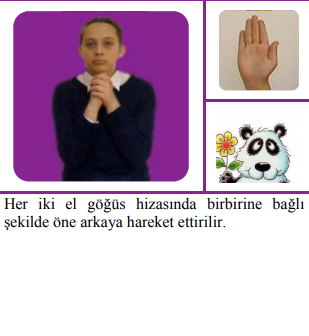 Her iki el göğüs hizasında birbirine bağlı
şekilde öne arkaya hareket ettirilir.